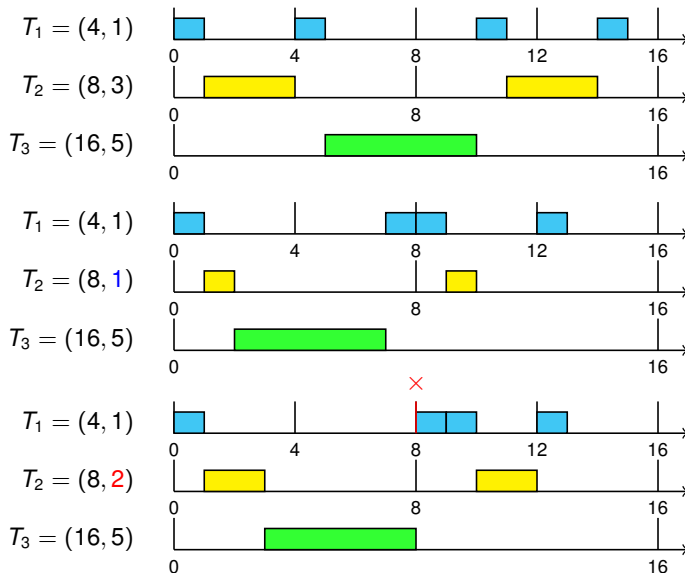 T₁ = (4, 1)
0 4 8 12 16
T₂ = (8, 3)
0 8 16
T₃ = (16, 5)
0 16
T₁ = (4, 1)
0 4 8 12 16
T₂ = (8, 1)
0 8 16
T₃ = (16, 5)
0 16
×
T₁ = (4, 1)
0 4 8 12 16
T₂ = (8, 2)
0 8 16
T₃ = (16, 5)
0 8 16